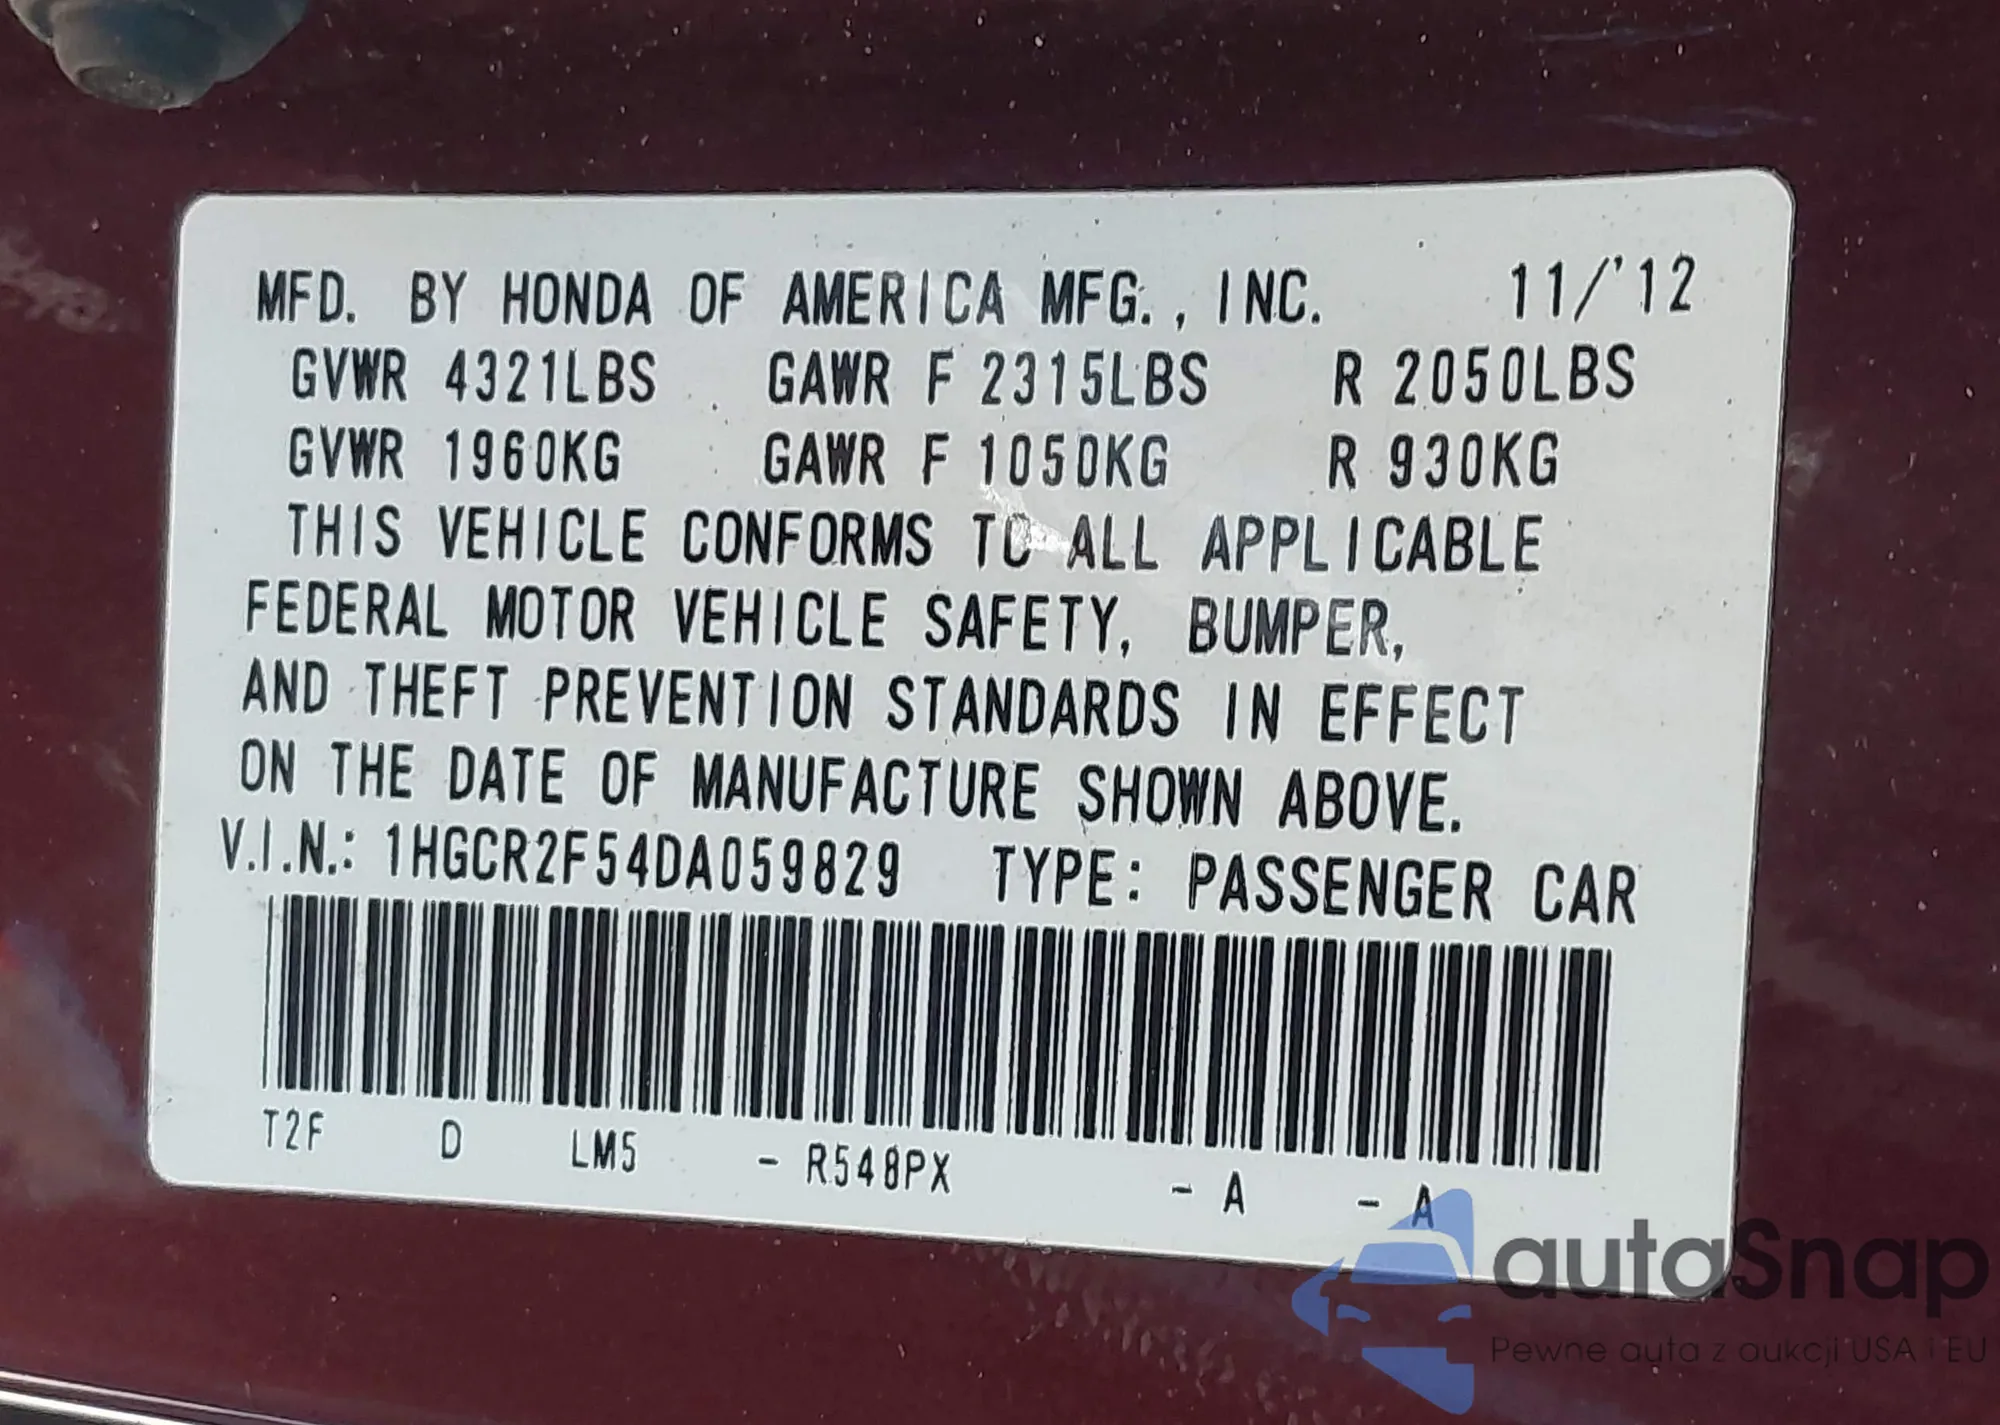 MFD. BY HONDA OF AMERICA MFG., INC. 11/'12
GVWR 4321LBS GAWR F 2315LBS R 2050LBS
GVWR 1960KG GAWR F 1050KG R 930KG
THIS VEHICLE CONFORMS TO ALL APPLICABLE
FEDERAL MOTOR VEHICLE SAFETY, BUMPER,
AND THEFT PREVENTION STANDARDS IN EFFECT
ON THE DATE OF MANUFACTURE SHOWN ABOVE.
V.I.N.: 1HGCR2F54DA059829 TYPE: PASSENGER CAR
T2F D LM5 - R548PX - A - A
autaSnap
Pewne auta z aukcji USA i EU